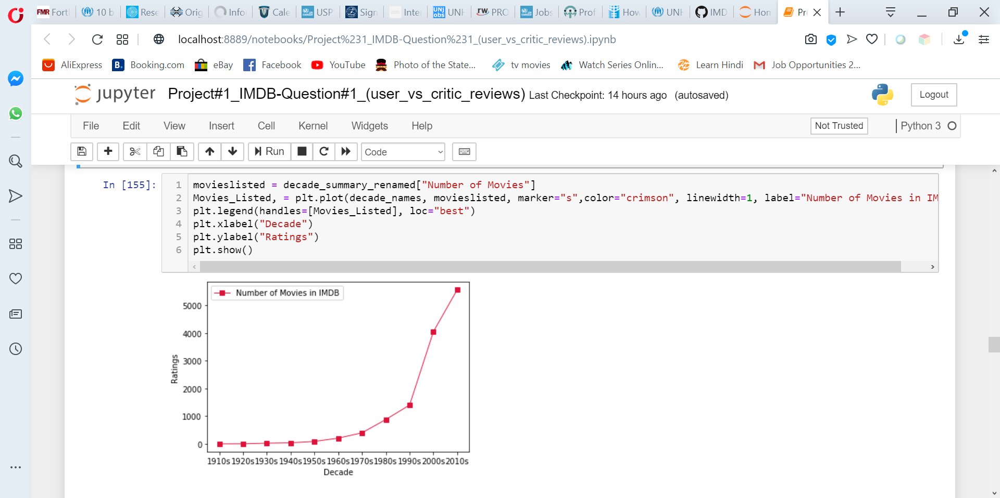 FMR Fort 10 b Rese Orig Info Cale USP Sign Inte UNJobs UNH rw PRO Jobs Prof How UNH IMD Hon Pr
localhost:8889/notebooks/Project%231_IMDB-Question%231_(user_vs_critic_reviews).ipynb
AliExpress B. Booking.com eBay Facebook YouTube Photo of the State... tv movies Watch Series Onlin... Learn Hindi Job Opportunities 2...
jupyter Project#1_IMDB-Question#1_(user_vs_critic_reviews) Last Checkpoint: 14 hours ago (autosaved) Logout
File Edit View Insert Cell Kernel Widgets Help Not Trusted Python 3
Run Code
In [155]:
1 movieslisted = decade_summary_renamed["Number of Movies"]
2 Movies_Listed, = plt.plot(decade_names, movieslisted, marker="s",color="crimson", linewidth=1, label="Number of Movies in IM
3 plt.legend(handles=[Movies_Listed], loc="best")
4 plt.xlabel("Decade")
5 plt.ylabel("Ratings")
6 plt.show()
Number of Movies in IMDB
5000
4000
3000
2000
1000
0
Ratings
1910s 1920s 1930s 1940s 1950s 1960s 1970s 1980s 1990s 2000s 2010s
Decade